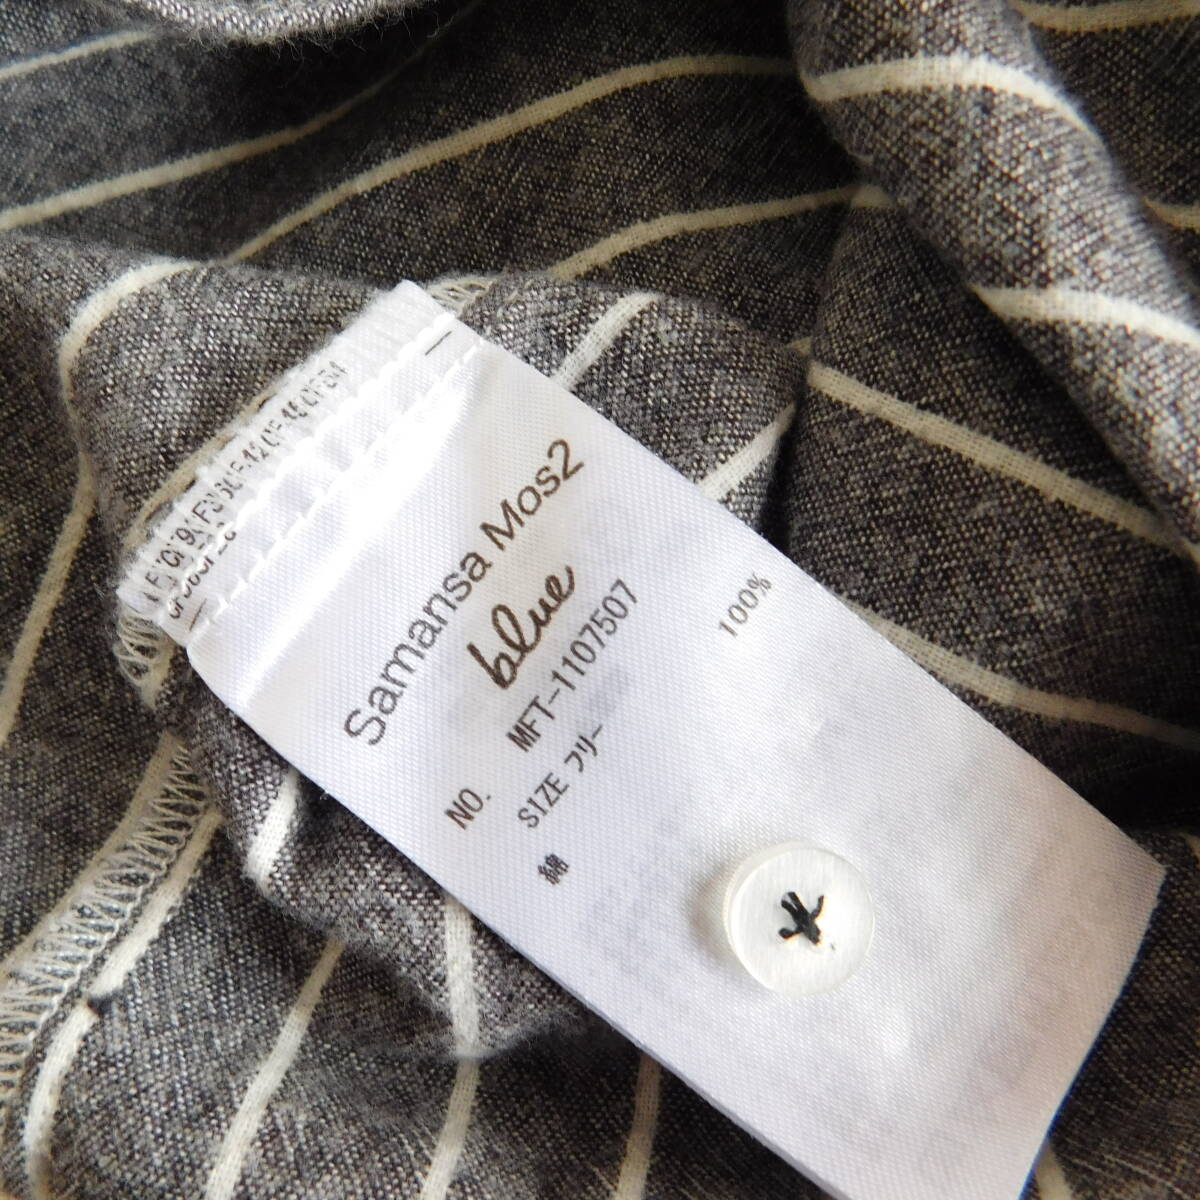 Samansa Mos2
blue
NO. MFT-1107507
SIZE フリー
綿 100%